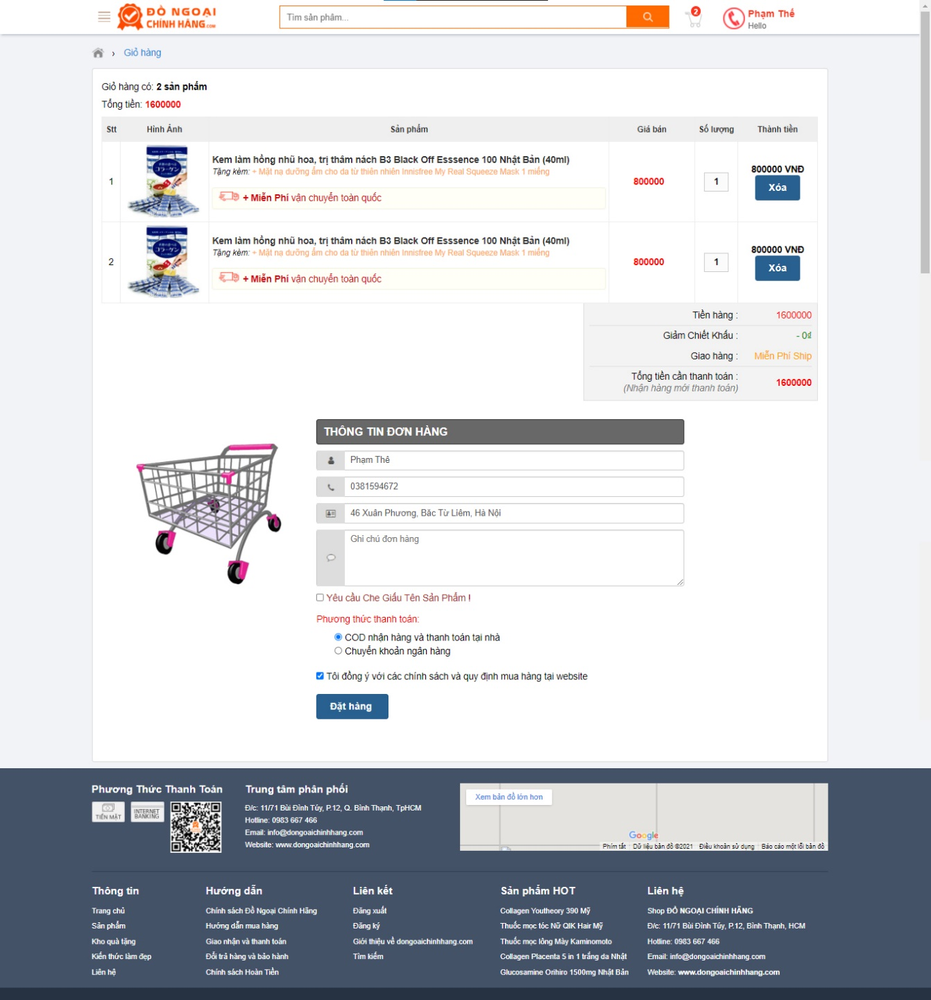 ĐỒ NGOẠI
CHÍNH HÃNG.COM
Tìm sản phẩm...
2
Phạm Thế
Hello
› Giỏ hàng
Giỏ hàng có: 2 sản phẩm
Tổng tiền: 1600000
Stt Hình Ảnh Sản phẩm Giá bán Số lượng Thành tiền
Kem làm hồng nhũ hoa, trị thâm nách B3 Black Off Esssence 100 Nhật Bản (40ml)
Tặng kèm: + Mặt nạ dưỡng ẩm cho da từ thiên nhiên Innisfree My Real Squeeze Mask 1 miếng
1 800000 1 800000 VNĐ
Xóa
+ Miễn Phí vận chuyển toàn quốc
Kem làm hồng nhũ hoa, trị thâm nách B3 Black Off Esssence 100 Nhật Bản (40ml)
Tặng kèm: + Mặt nạ dưỡng ẩm cho da từ thiên nhiên Innisfree My Real Squeeze Mask 1 miếng
2 800000 1 800000 VNĐ
Xóa
+ Miễn Phí vận chuyển toàn quốc
Tiền hàng : 1600000
Giảm Chiết Khấu : - 0₫
Giao hàng : Miễn Phí Ship
Tổng tiền cần thanh toán : 1600000
(Nhận hàng mới thanh toán)
THÔNG TIN ĐƠN HÀNG
Phạm Thế
0381594672
46 Xuân Phương, Bắc Từ Liêm, Hà Nội
Ghi chú đơn hàng
Yêu cầu Che Giấu Tên Sản Phẩm !
Phương thức thanh toán:
COD nhận hàng và thanh toán tại nhà
Chuyển khoản ngân hàng
Tôi đồng ý với các chính sách và quy định mua hàng tại website
Đặt hàng
Phương Thức Thanh Toán
TIỀN MẶT
INTERNET BANKING
Trung tâm phân phối
Đ/c: 11/71 Bùi Đình Túy, P.12, Q. Bình Thạnh, TpHCM
Hotline: 0983 667 466
Email: info@dongoaichinhhang.com
Website: www.dongoaichinhhang.com
Xem bản đồ lớn hơn
Google
Phím tắt Dữ liệu bản đồ ©2021 Điều khoản sử dụng Báo cáo một lỗi bản đồ
Thông tin
Trang chủ
Sản phẩm
Kho quà tặng
Kiến thức làm đẹp
Liên hệ
Hướng dẫn
Chính sách Đồ Ngoại Chính Hãng
Hướng dẫn mua hàng
Giao nhận và thanh toán
Đổi trả hàng và bảo hành
Chính sách Hoàn Tiền
Liên kết
Đăng xuất
Đăng ký
Giới thiệu về dongoaichinhhang.com
Tìm kiếm
Sản phẩm HOT
Collagen Youtheory 390 Mỹ
Thuốc mọc tóc Nữ QIK Hair Mỹ
Thuốc mọc lông Mày Kaminomoto
Collagen Placenta 5 in 1 trắng da Nhật
Glucosamine Orihiro 1500mg Nhật Bản
Liên hệ
Shop ĐỒ NGOẠI CHÍNH HÃNG
Đ/c: 11/71 Bùi Đình Túy, P.12, Bình Thạnh, HCM
Hotline: 0983 667 466
Email: info@dongoaichinhhang.com
Website: www.dongoaichinhhang.com